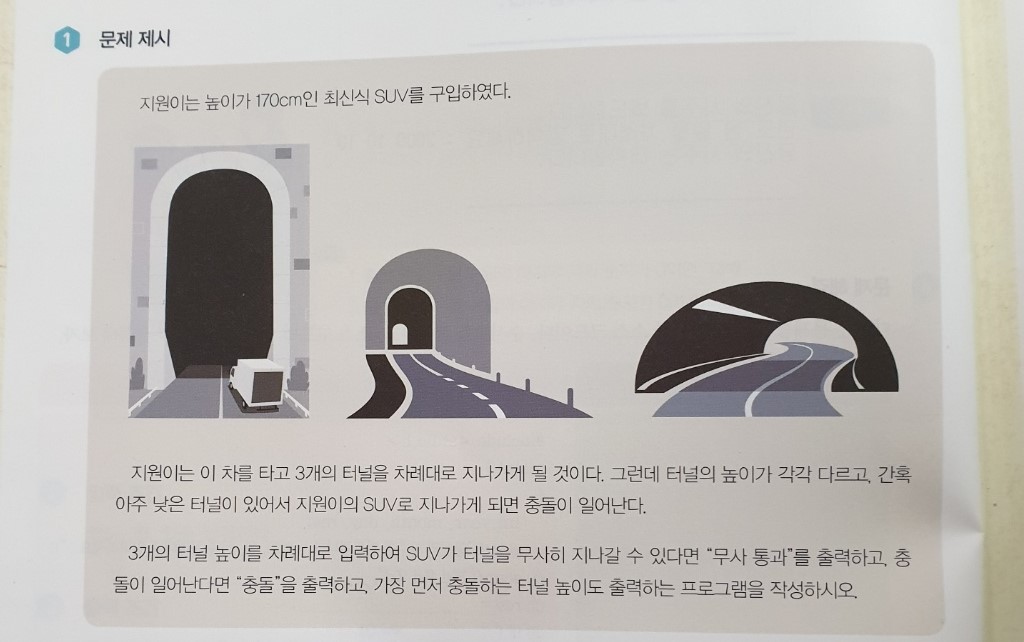 1 문제 제시
지원이는 높이가 170cm인 최신식 SUV를 구입하였다.
지원이는 이 차를 타고 3개의 터널을 차례대로 지나가게 될 것이다. 그런데 터널의 높이가 각각 다르고, 간혹
아주 낮은 터널이 있어서 지원이의 SUV로 지나가게 되면 충돌이 일어난다.
3개의 터널 높이를 차례대로 입력하여 SUV가 터널을 무사히 지나갈 수 있다면 “무사 통과”를 출력하고, 충
돌이 일어난다면 “충돌”을 출력하고, 가장 먼저 충돌하는 터널 높이도 출력하는 프로그램을 작성하시오.